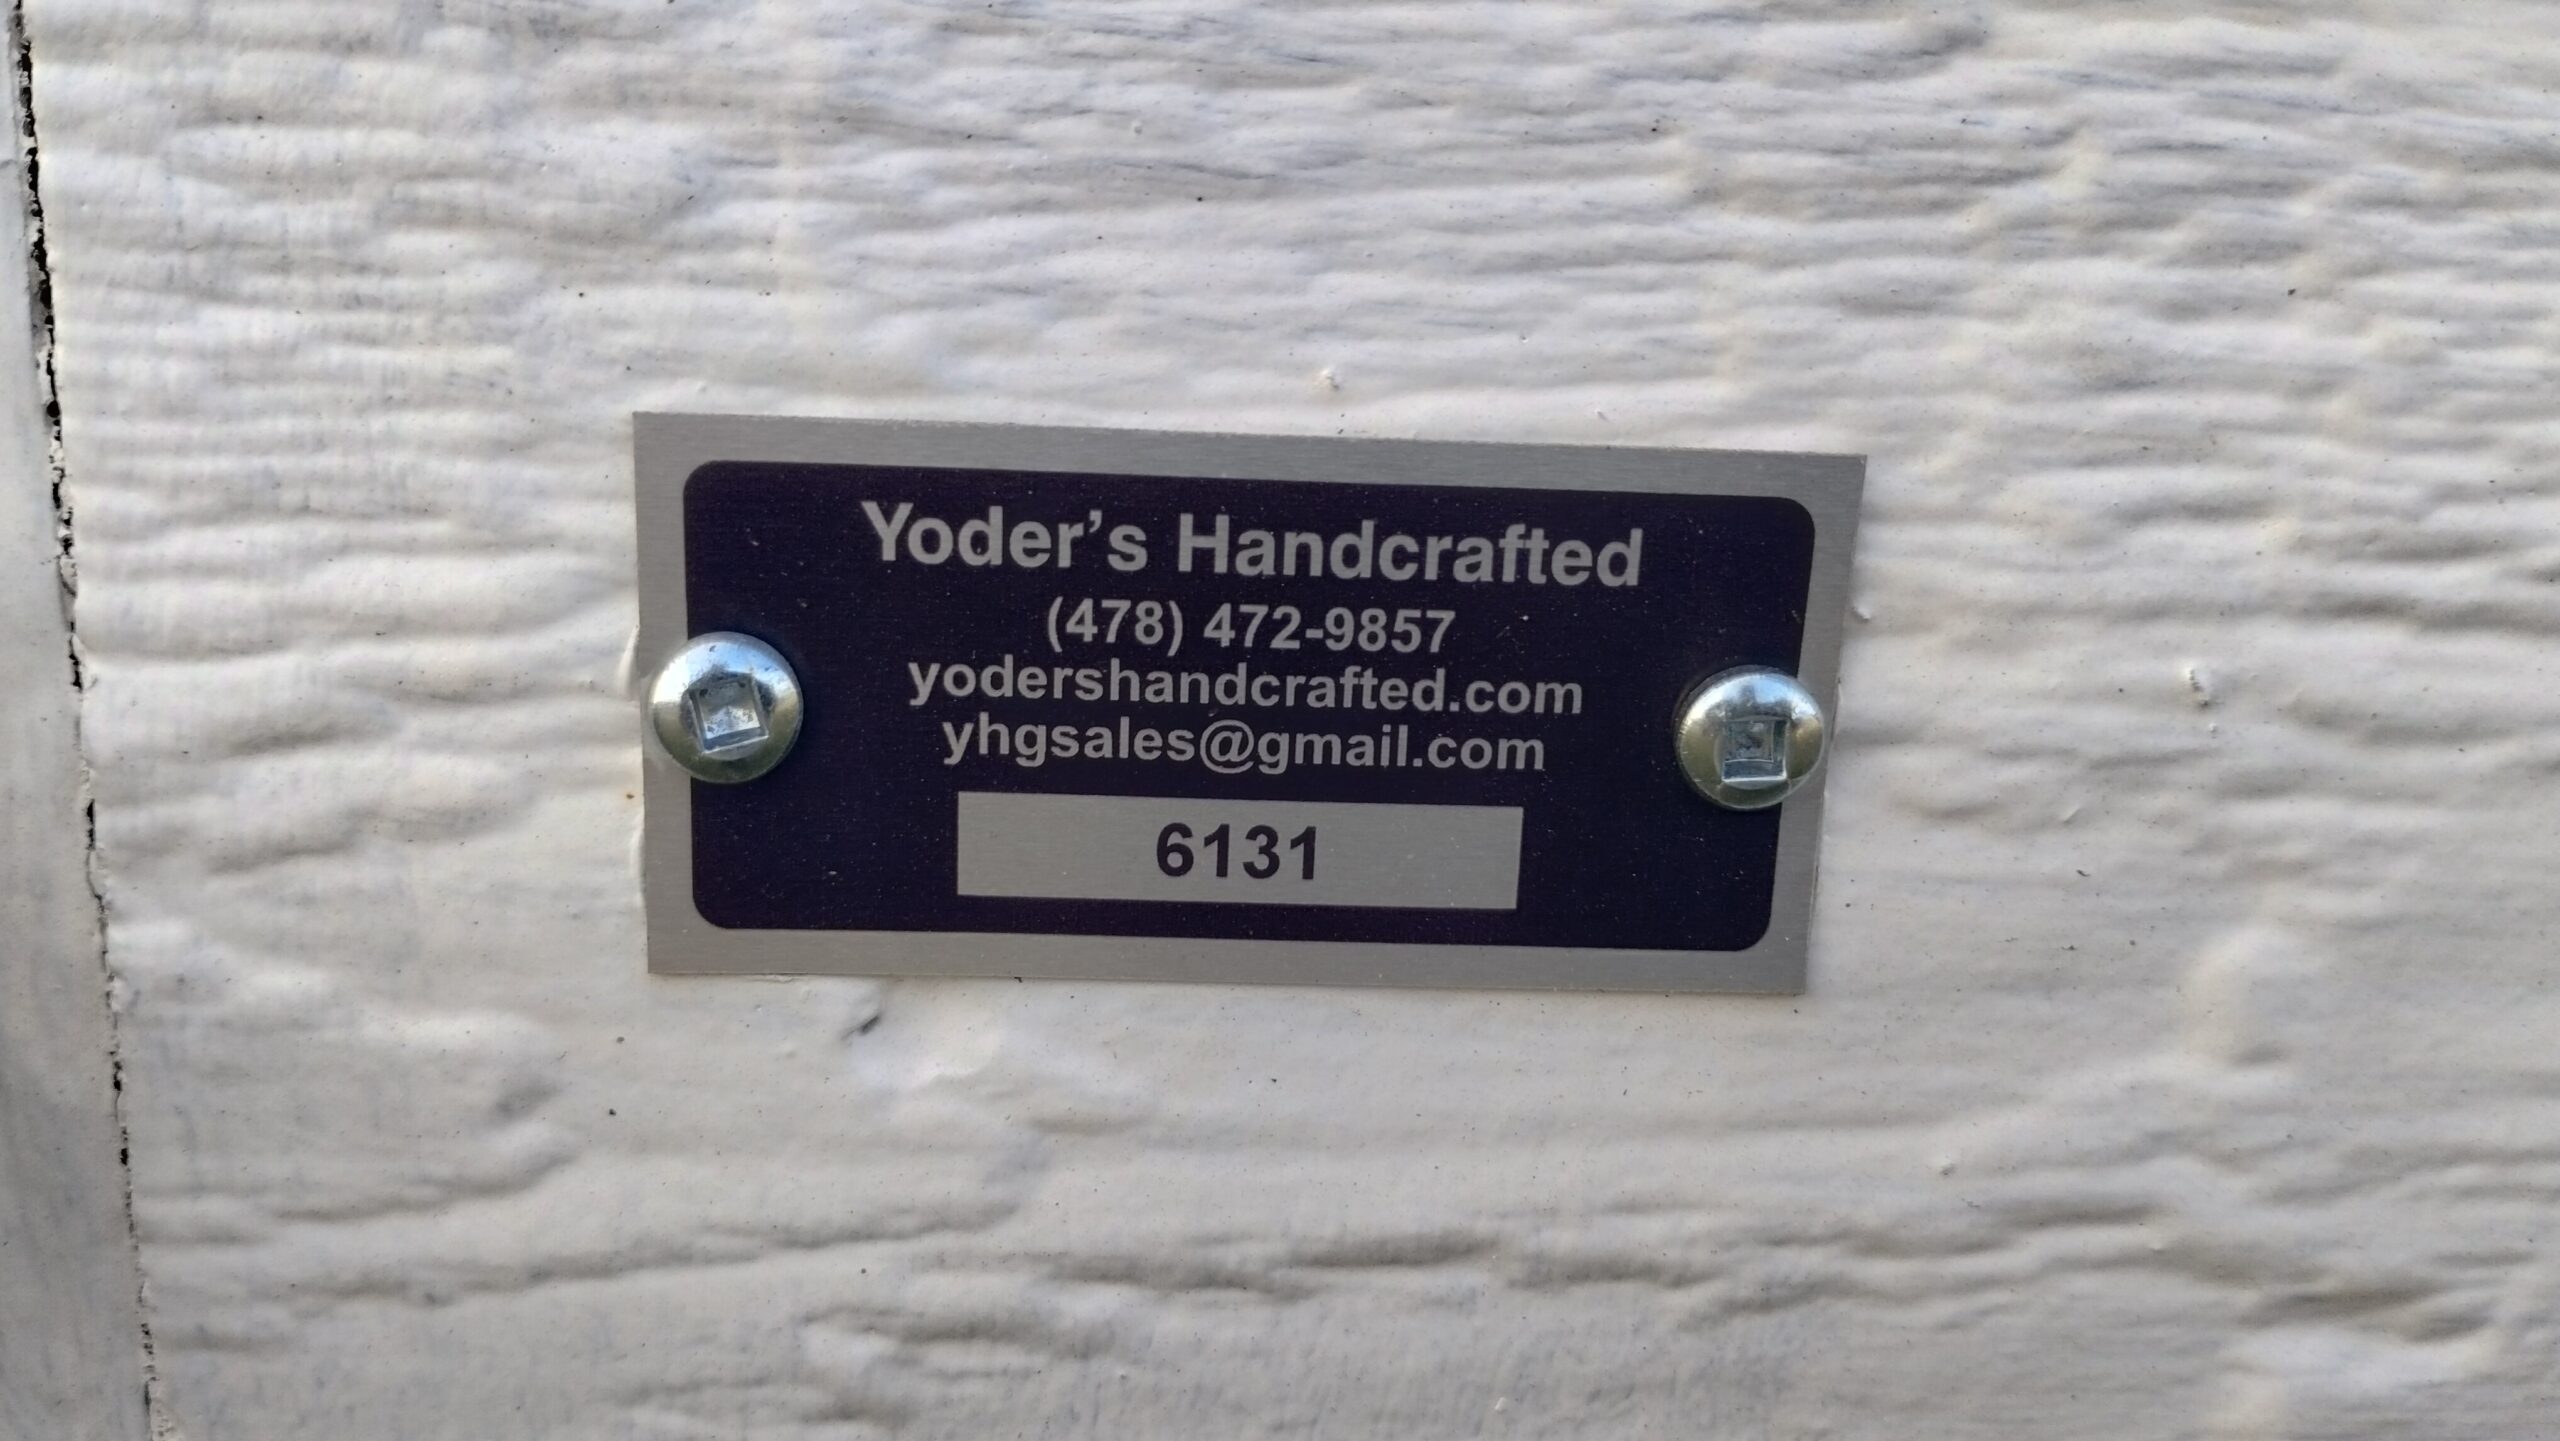 Yoder's Handcrafted
(478) 472-9857
yodershandcrafted.com
yhgsales@gmail.com
6131